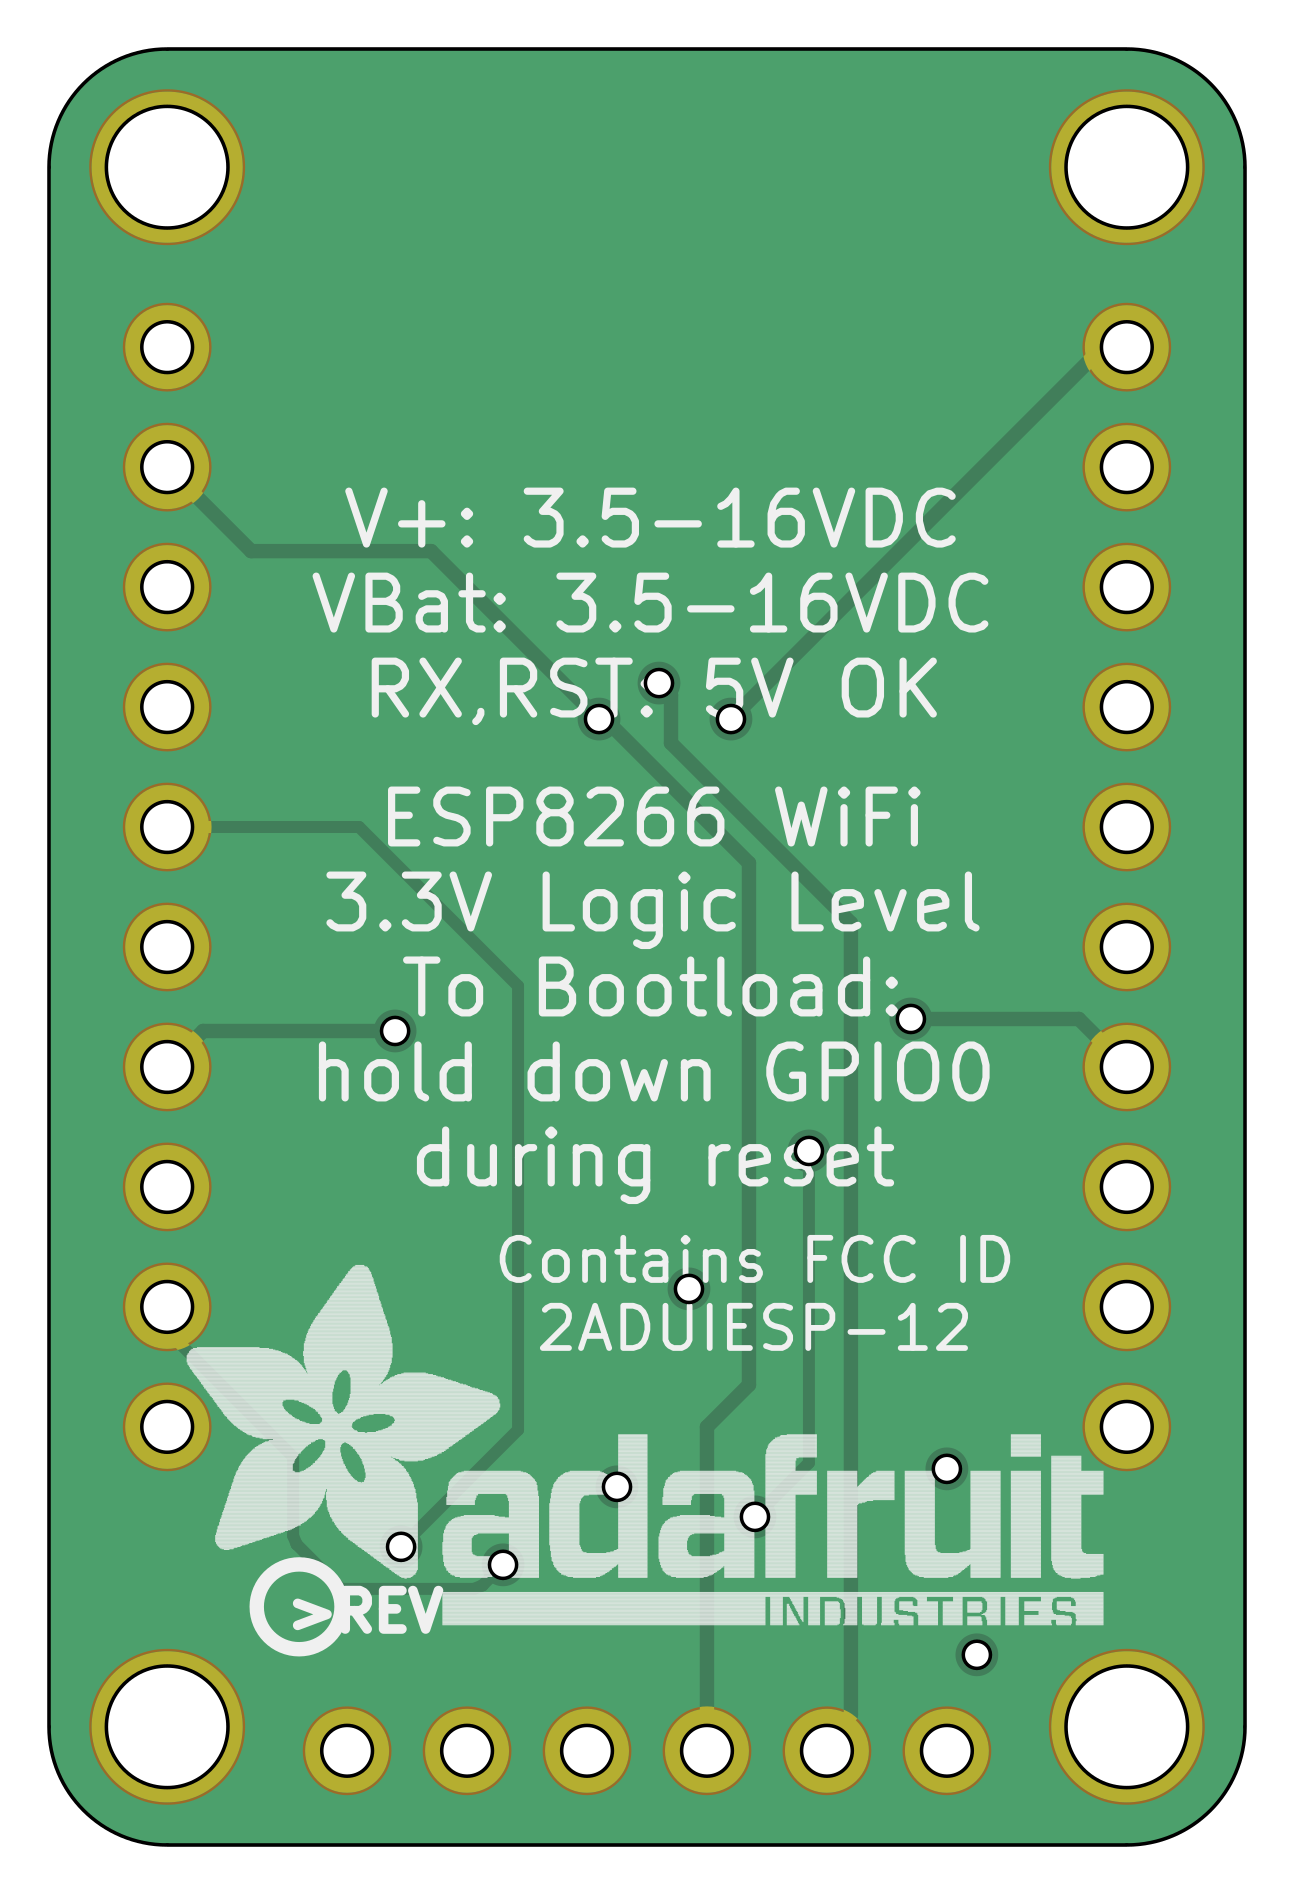 V+: 3.5-16VDC
VBat: 3.5-16VDC
RX,RST: 5V OK
ESP8266 WiFi
3.3V Logic Level
To Bootload:
hold down GPIO0
during reset
Contains FCC ID
2ADUIESP-12
adafruit
INDUSTRIES
>REV